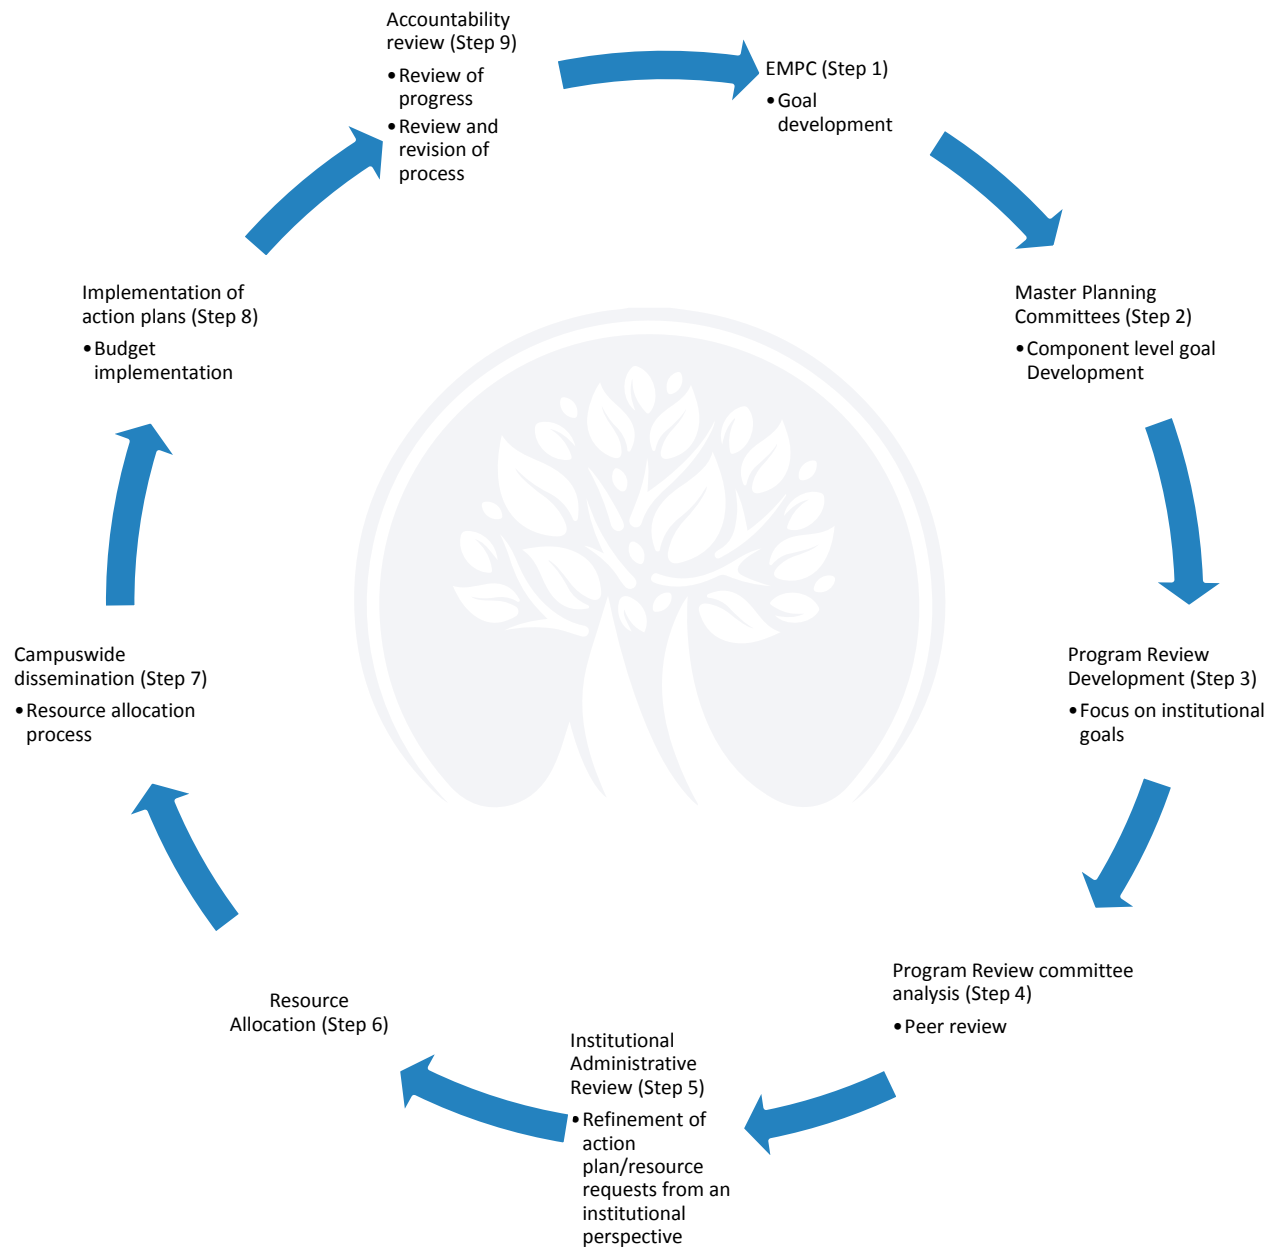 Accountability
review (Step 9)
•Review of
progress
•Review and
revision of
process
EMPC (Step 1)
•Goal
development
Master Planning
Committees (Step 2)
•Component level goal
Development
Program Review
Development (Step 3)
•Focus on institutional
goals
Program Review committee
analysis (Step 4)
•Peer review
Institutional
Administrative
Review (Step 5)
•Refinement of
action
plan/resource
requests from an
institutional
perspective
Resource
Allocation (Step 6)
Campuswide
dissemination (Step 7)
•Resource allocation
process
Implementation of
action plans (Step 8)
•Budget
implementation